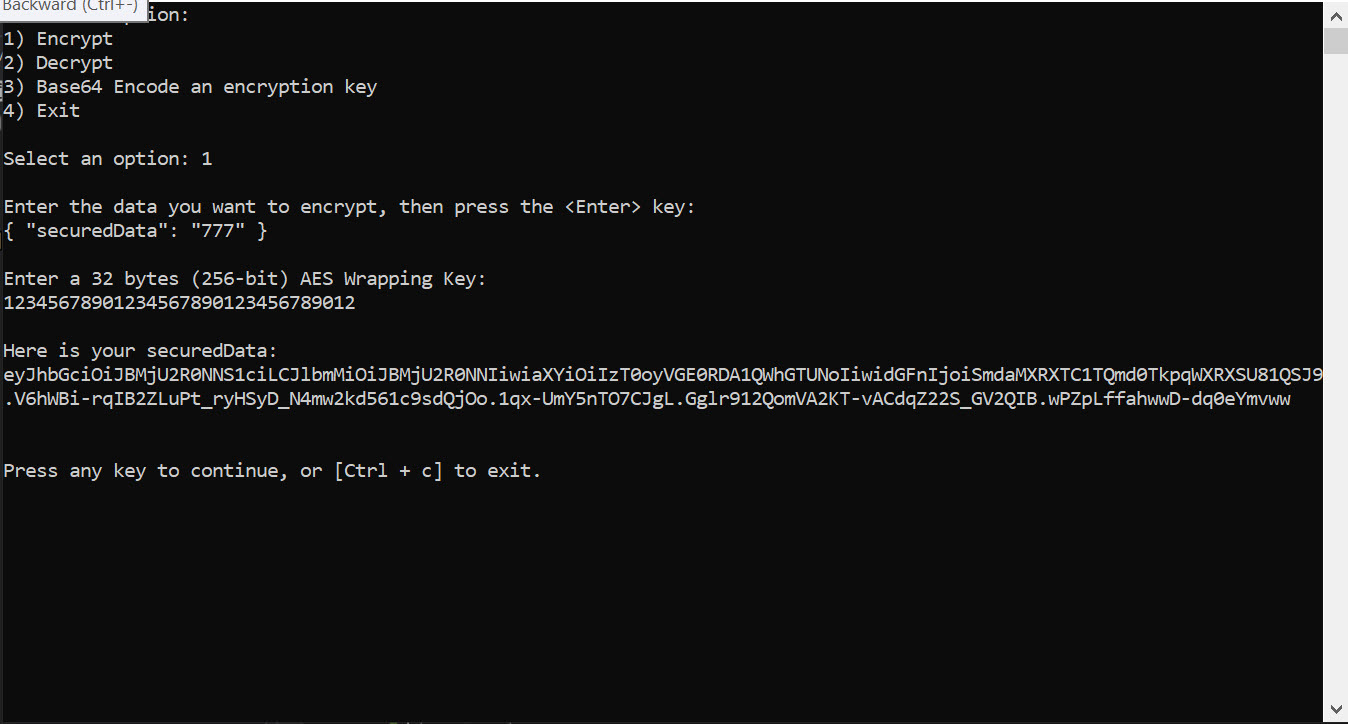 Backward (Ctrl+-)
ion:
1) Encrypt
2) Decrypt
3) Base64 Encode an encryption key
4) Exit
Select an option: 1
Enter the data you want to encrypt, then press the <Enter> key:
{ "securedData": "777" }
Enter a 32 bytes (256-bit) AES Wrapping Key:
12345678901234567890123456789012
Here is your securedData:
eyJhbGciOiJBMjU2R0NNS1ciLCJlbmMiOiJBMjU2R0NNIiwiaXYiOiIzT0oyVGE0RDA1QWhGTUNoIiwidGFnIjoiSmdaMXRXTC1TQmd0TkpqWXRXSU81QSJ9
.V6hWBi-rqIB2ZLuPt_ryHSyD_N4mw2kd561c9sdQjOo.1qx-UmY5nTO7CJgL.Gglr912QomVA2KT-vACdqZ22S_GV2QIB.wPZpLffahwwD-dq0eYmvww
Press any key to continue, or [Ctrl + c] to exit.